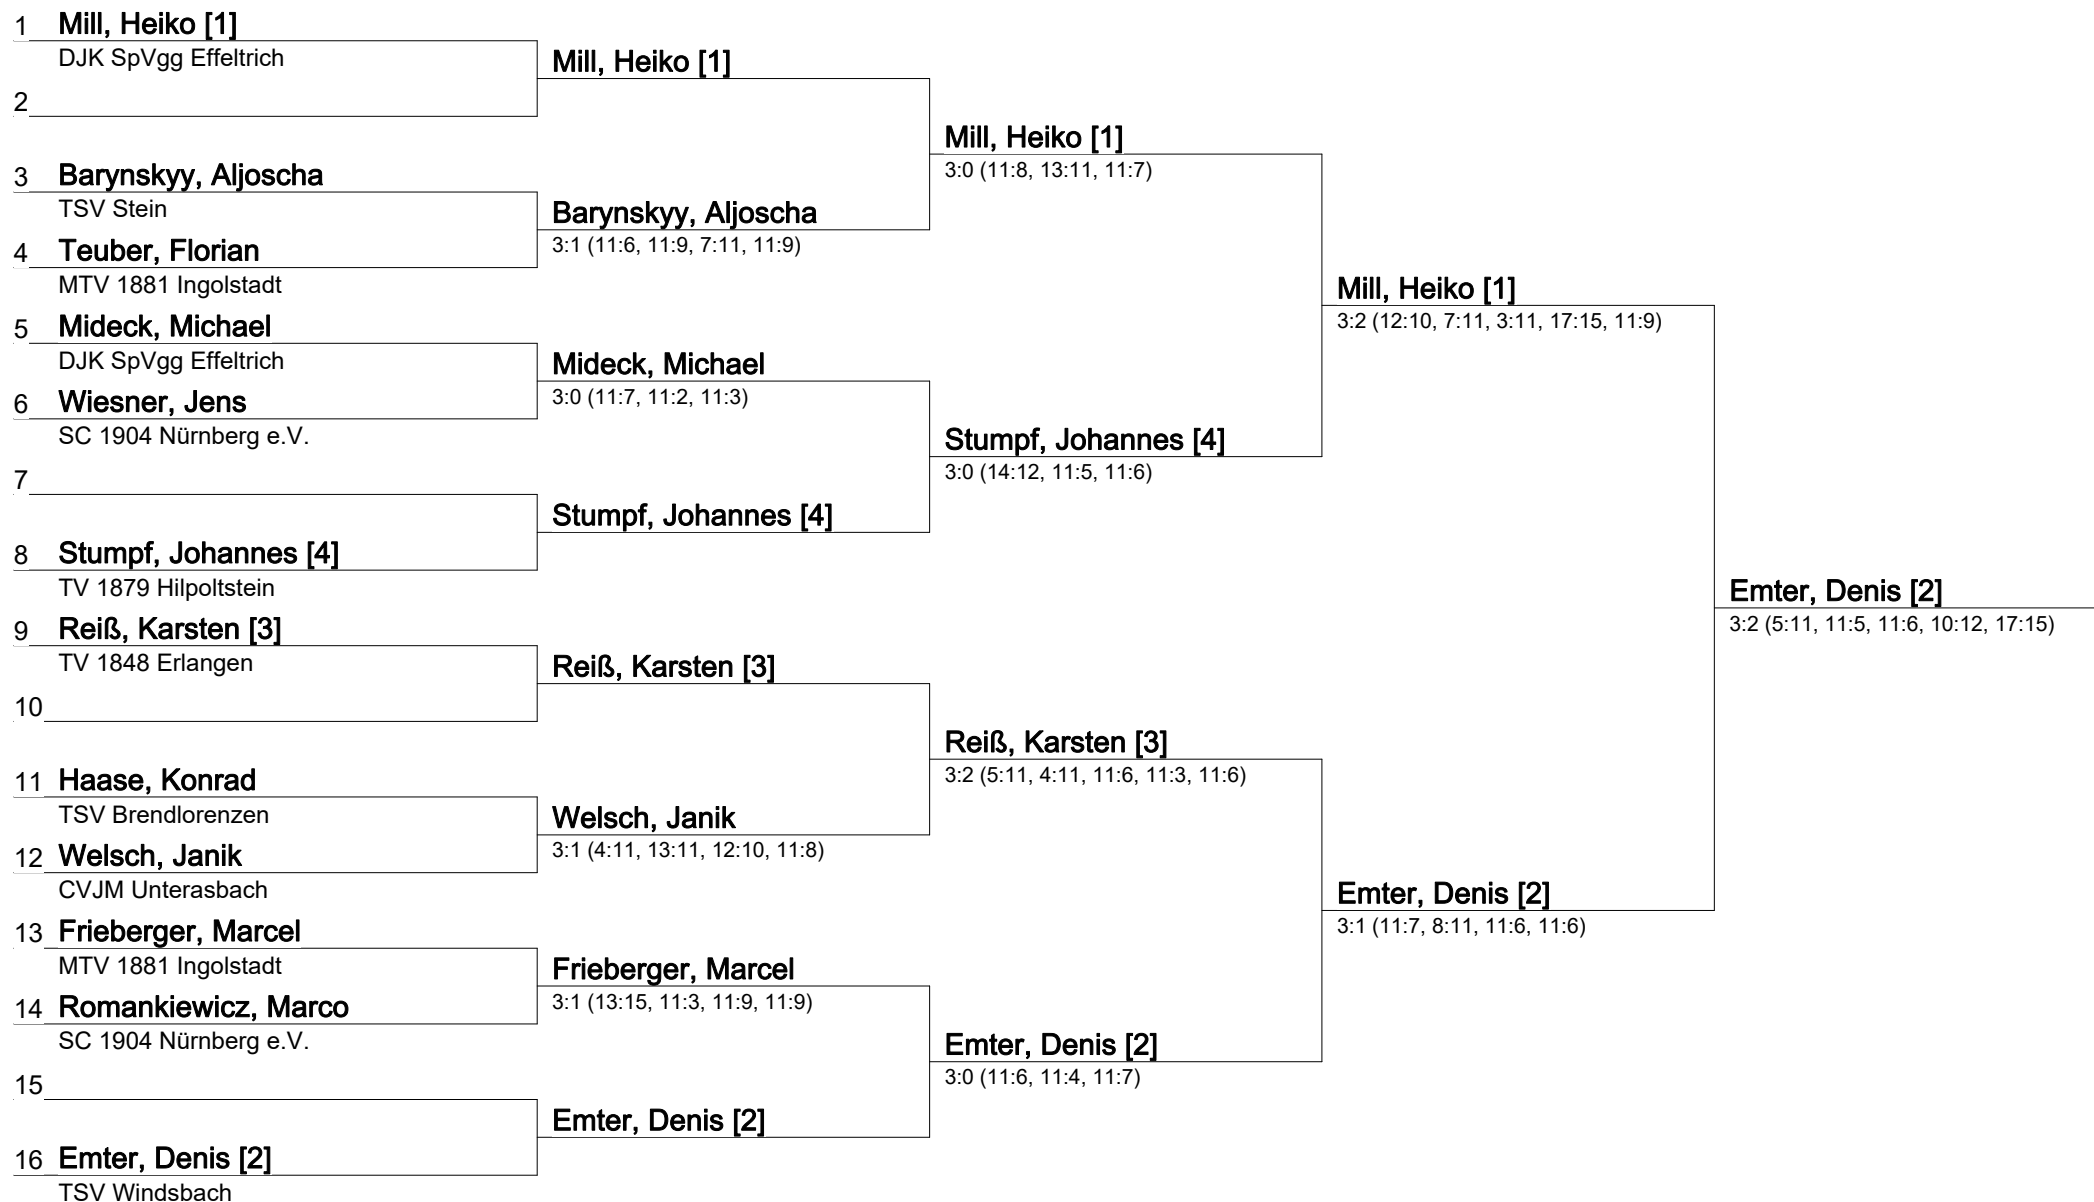 1 Mill, Heiko [1]
DJK SpVgg Effeltrich
Mill, Heiko [1]
2
Mill, Heiko [1]
3:0 (11:8, 13:11, 11:7)
3 Barynskyy, Aljoscha
TSV Stein
Barynskyy, Aljoscha
3:1 (11:6, 11:9, 7:11, 11:9)
4 Teuber, Florian
MTV 1881 Ingolstadt
Mill, Heiko [1]
3:2 (12:10, 7:11, 3:11, 17:15, 11:9)
5 Mideck, Michael
DJK SpVgg Effeltrich
Mideck, Michael
3:0 (11:7, 11:2, 11:3)
6 Wiesner, Jens
SC 1904 Nürnberg e.V.
Stumpf, Johannes [4]
3:0 (14:12, 11:5, 11:6)
7
Stumpf, Johannes [4]
8 Stumpf, Johannes [4]
TV 1879 Hilpoltstein
Emter, Denis [2]
3:2 (5:11, 11:5, 11:6, 10:12, 17:15)
9 Reiß, Karsten [3]
TV 1848 Erlangen
Reiß, Karsten [3]
10
Reiß, Karsten [3]
3:2 (5:11, 4:11, 11:6, 11:3, 11:6)
11 Haase, Konrad
TSV Brendlorenzen
Welsch, Janik
3:1 (4:11, 13:11, 12:10, 11:8)
12 Welsch, Janik
CVJM Unterasbach
Emter, Denis [2]
3:1 (11:7, 8:11, 11:6, 11:6)
13 Frieberger, Marcel
MTV 1881 Ingolstadt
Frieberger, Marcel
3:1 (13:15, 11:3, 11:9, 11:9)
14 Romankiewicz, Marco
SC 1904 Nürnberg e.V.
Emter, Denis [2]
3:0 (11:6, 11:4, 11:7)
15
Emter, Denis [2]
16 Emter, Denis [2]
TSV Windsbach